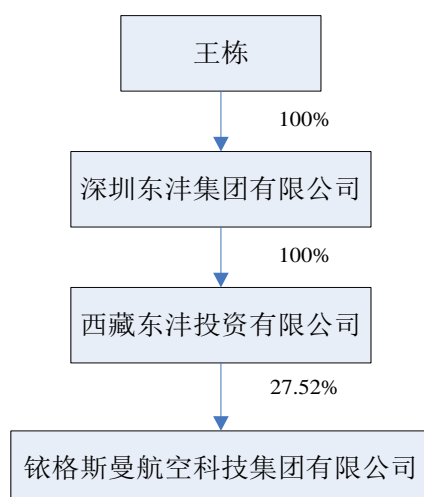 王栋
100%
深圳东沣集团有限公司
100%
西藏东沣投资有限公司
27.52%
铱格斯曼航空科技集团有限公司